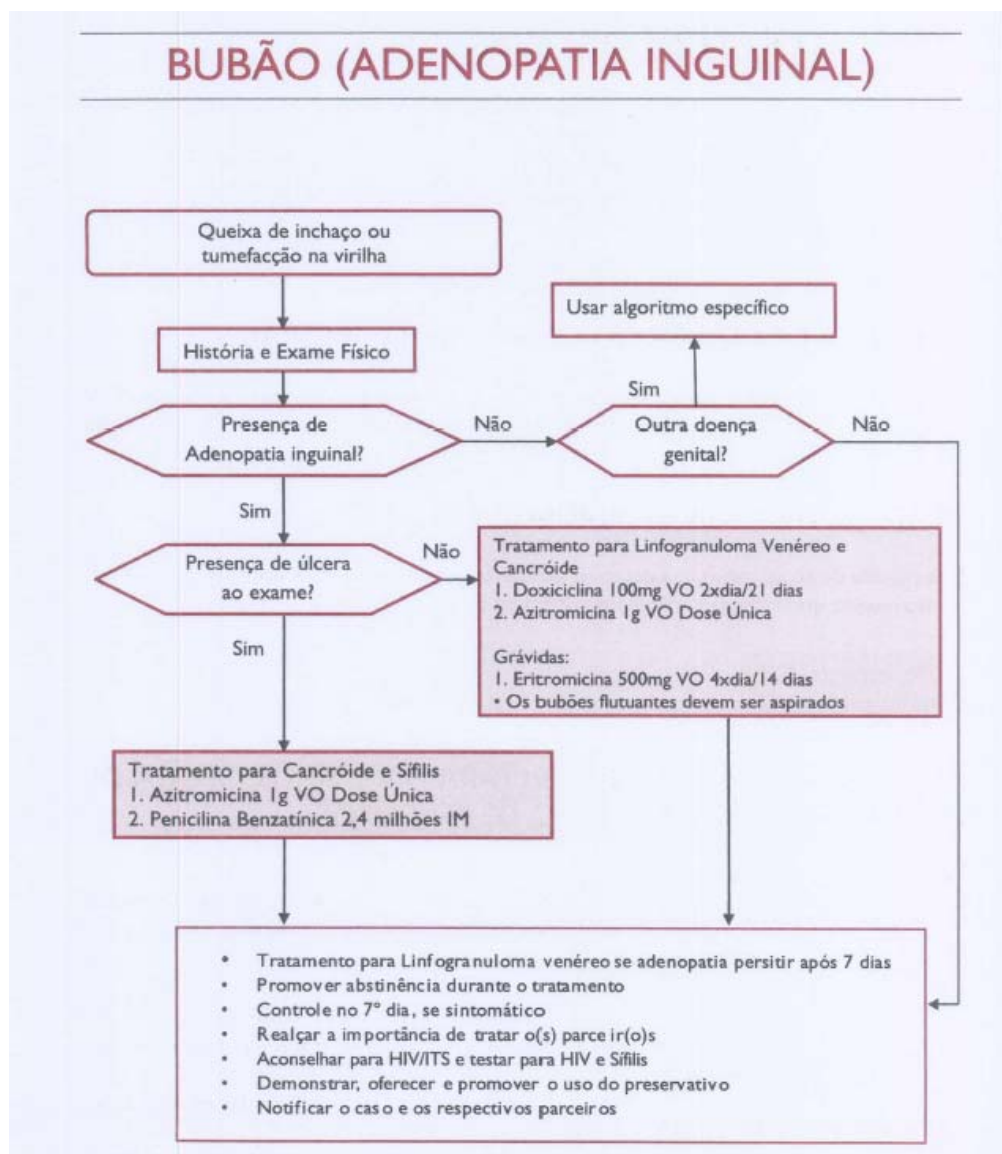 BUBÃO (ADENOPATIA INGUINAL)
Queixa de inchaço ou
tumefacção na virilha
Usar algoritmo específico
História e Exame Físico
Sim
Presença de
Adenopatia inguinal?
Não
Outra doença
genital?
Não
Sim
Presença de úlcera
ao exame?
Não
Tratamento para Linfogranuloma Venéreo e
Cancróide
1. Doxiciclina 100mg VO 2xdia/21 dias
2. Azitromicina 1g VO Dose Única
Grávidas:
1. Eritromicina 500mg VO 4xdia/14 dias
• Os bubões flutuantes devem ser aspirados
Sim
Tratamento para Cancróide e Sífilis
1. Azitromicina 1g VO Dose Única
2. Penicilina Benzatínica 2,4 milhões IM
• Tratamento para Linfogranuloma venéreo se adenopatia persitir após 7 dias
• Promover abstinência durante o tratamento
• Controle no 7º dia, se sintomático
• Realçar a importância de tratar o(s) parce ir(o)s
• Aconselhar para HIV/ITS e testar para HIV e Sífilis
• Demonstrar, oferecer e promover o uso do preservativo
• Notificar o caso e os respectivos parceiros